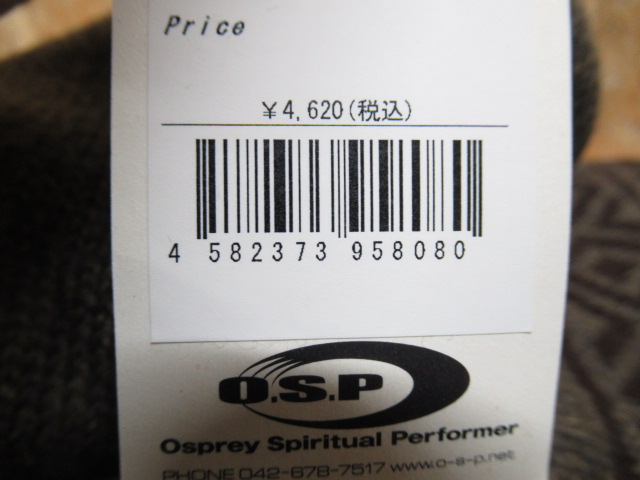 Price
¥4,620(税込)
4 582373 958080
O.S.P
Osprey Spiritual Performer
PHONE 042-678-7517 www.o-s-p.net